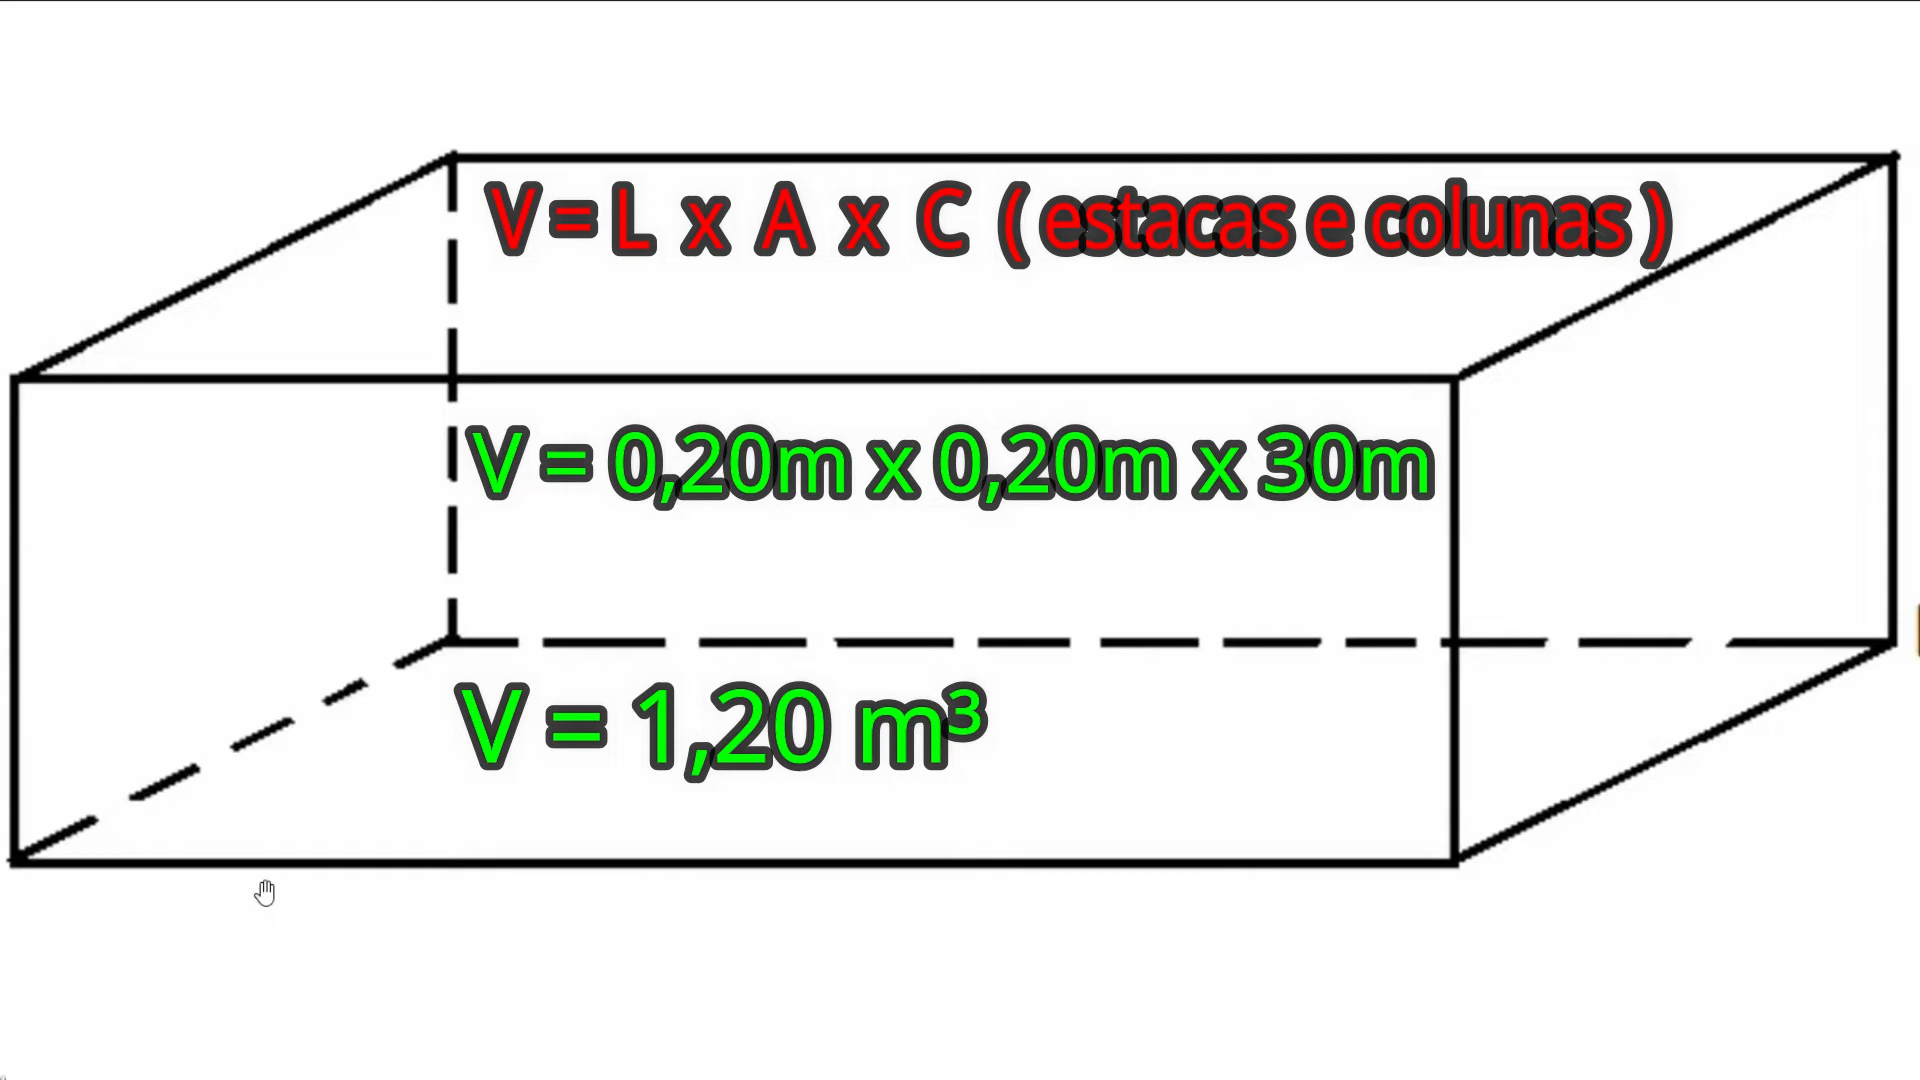 V = L x A x C ( estacas e colunas )
V = 0,20m x 0,20m x 30m
V = 1,20 m³